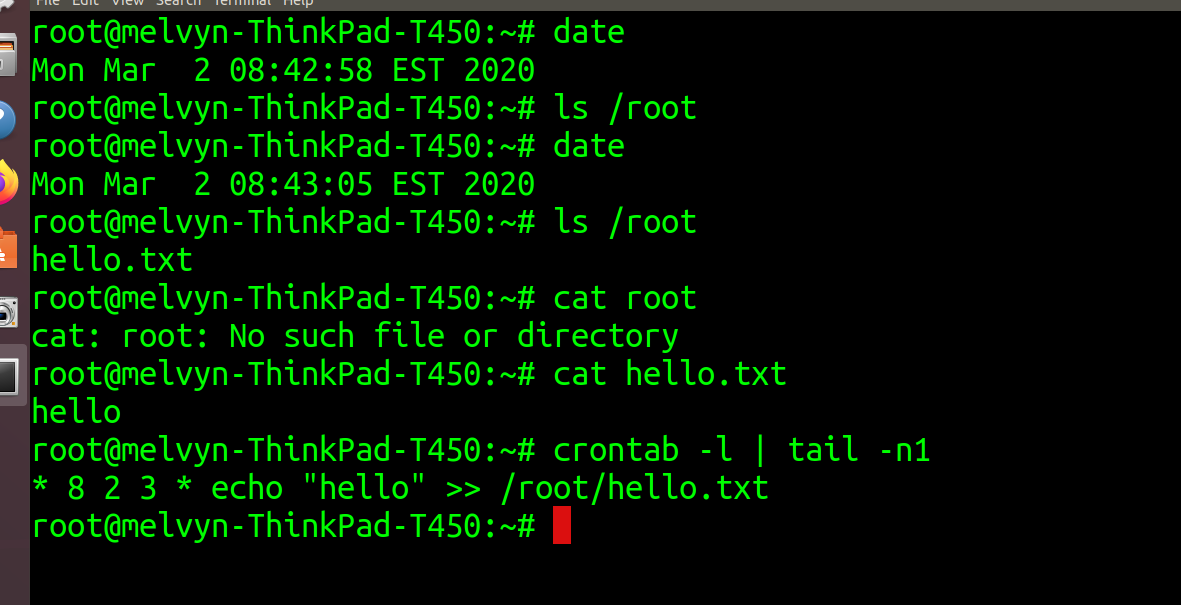 File Edit View Search Terminal Help
root@melvyn-ThinkPad-T450:~# date
Mon Mar  2 08:42:58 EST 2020
root@melvyn-ThinkPad-T450:~# ls /root
root@melvyn-ThinkPad-T450:~# date
Mon Mar  2 08:43:05 EST 2020
root@melvyn-ThinkPad-T450:~# ls /root
hello.txt
root@melvyn-ThinkPad-T450:~# cat root
cat: root: No such file or directory
root@melvyn-ThinkPad-T450:~# cat hello.txt
hello
root@melvyn-ThinkPad-T450:~# crontab -l | tail -n1
* 8 2 3 * echo "hello" >> /root/hello.txt
root@melvyn-ThinkPad-T450:~#